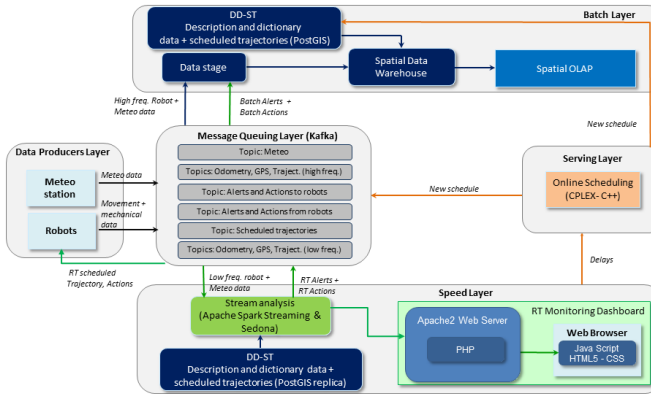 DD-ST
Description and dictionary
data + scheduled trajectories (PostGIS)
Batch Layer
Data stage
Spatial Data
Warehouse
Spatial OLAP
High freq. Robot +
Meteo data
Batch Alerts +
Batch Actions
New schedule
Message Queuing Layer (Kafka)
Topic: Meteo
Topics: Odometry, GPS, Traject. (high freq.)
Topic: Alerts and Actions to robots
Topic: Alerts and Actions from robots
Topic: Scheduled trajectories
Topics: Odometry, GPS, Traject. (low freq.)
Data Producers Layer
Meteo
station
Robots
Meteo data
Movement +
mechanical
data
RT scheduled
Trajectory, Actions
Serving Layer
Online Scheduling
(CPLEX- C++)
New schedule
Delays
Low freq. robot +
Meteo data
RT Alerts +
RT Actions
Speed Layer
Stream analysis
(Apache Spark Streaming &
Sedona)
DD-ST
Description and dictionary data +
scheduled trajectories (PostGIS replica)
RT Monitoring Dashboard
Apache2 Web Server
PHP
Web Browser
Java Script
HTML5 - CSS